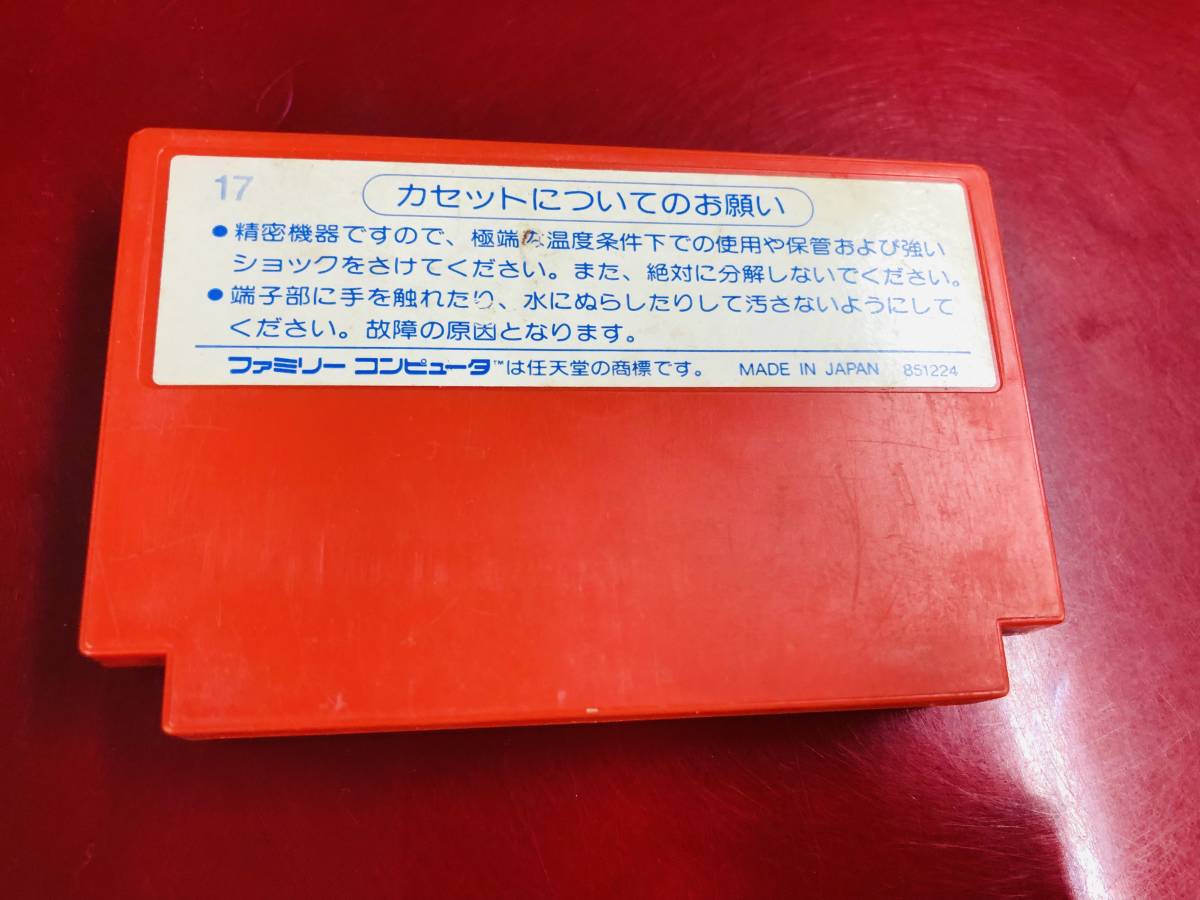 17
カセットについてのお願い
●精密機器ですので、極端な温度条件下での使用や保管および強い
ショックをさけてください。また、絶対に分解しないでください。
●端子部に手を触れたり、水にぬらしたりして汚さないようにして
ください。故障の原因となります。
ファミリーコンピュータ™は任天堂の商標です。 MADE IN JAPAN 851224